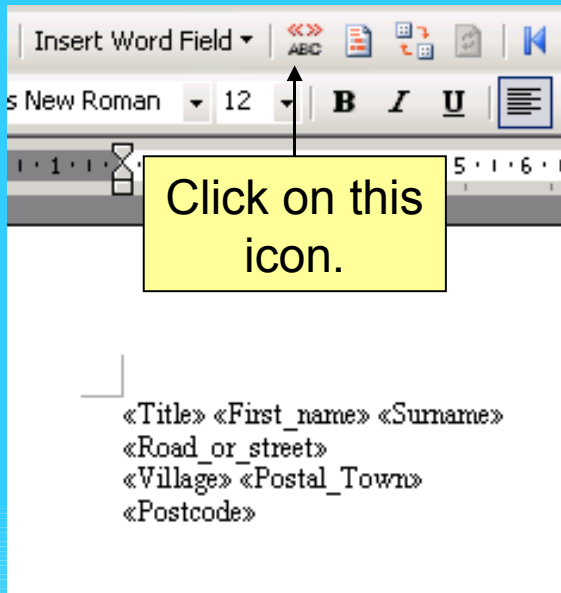 Insert Word Field «» ABC
s New Roman 12 B I U
1 5 6
Click on this
icon.
«Title» «First_name» «Surname»
«Road_or_street»
«Village» «Postal_Town»
«Postcode»